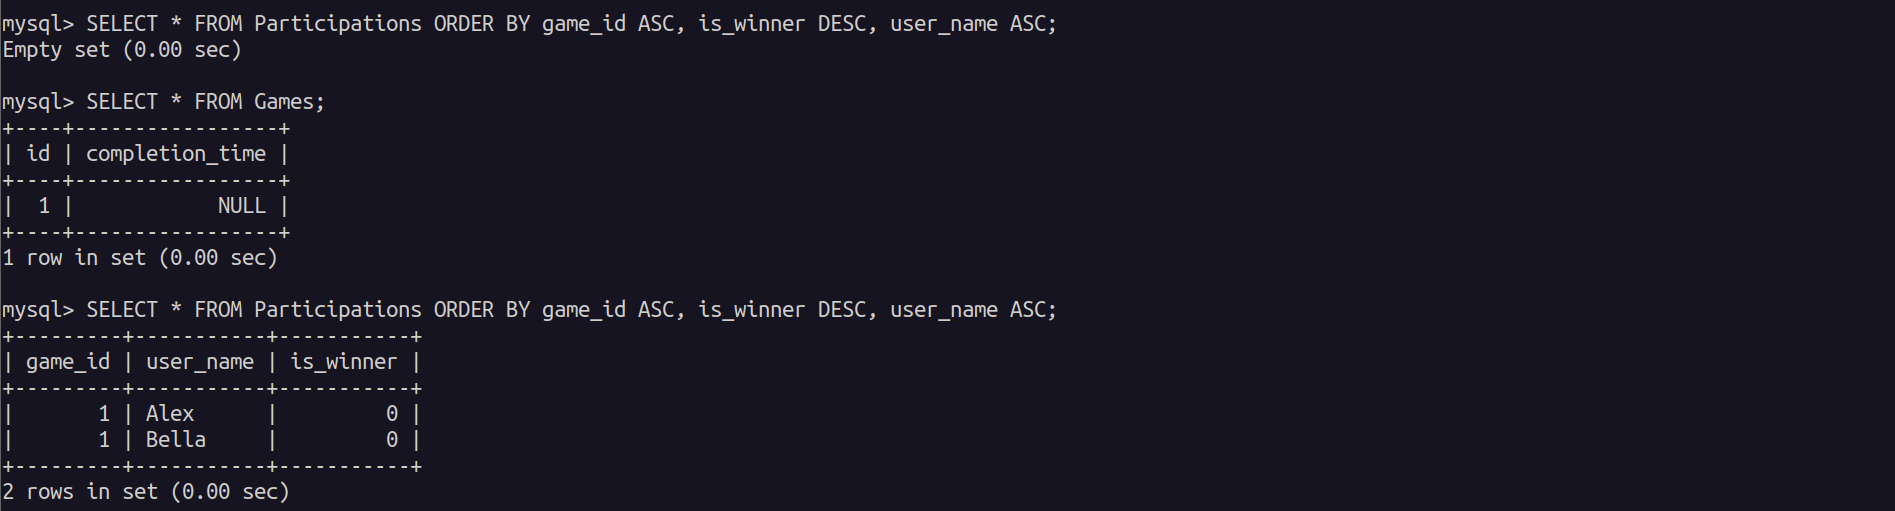 mysql> SELECT * FROM Participations ORDER BY game_id ASC, is_winner DESC, user_name ASC;
Empty set (0.00 sec)

mysql> SELECT * FROM Games;
+----+-----------------+
| id | completion_time |
+----+-----------------+
|  1 |            NULL |
+----+-----------------+
1 row in set (0.00 sec)

mysql> SELECT * FROM Participations ORDER BY game_id ASC, is_winner DESC, user_name ASC;
+---------+-----------+-----------+
| game_id | user_name | is_winner |
+---------+-----------+-----------+
|       1 | Alex      |         0 |
|       1 | Bella     |         0 |
+---------+-----------+-----------+
2 rows in set (0.00 sec)